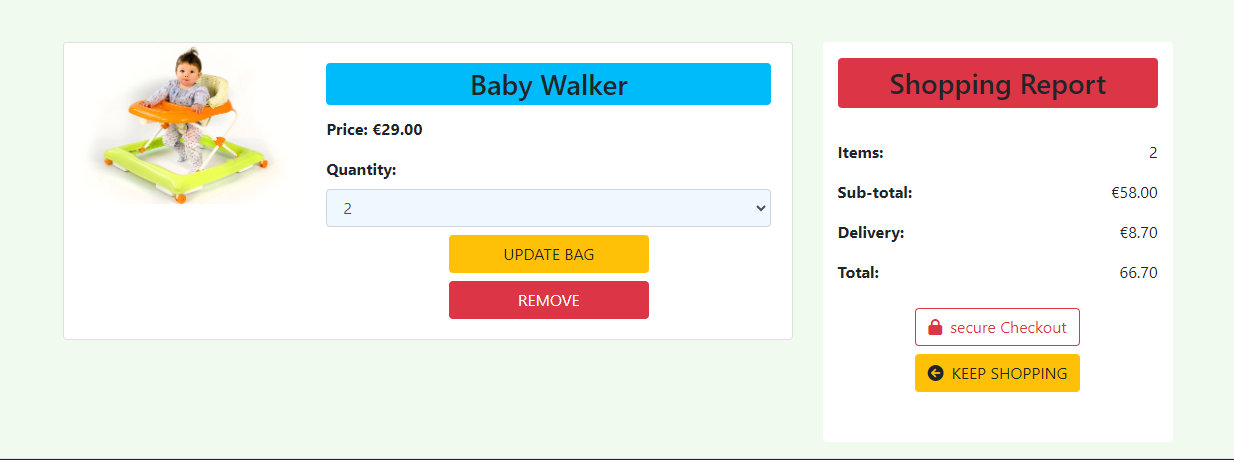 Baby Walker
Price: €29.00
Quantity:
2
UPDATE BAG
REMOVE
Shopping Report
Items: 2
Sub-total: €58.00
Delivery: €8.70
Total: 66.70
secure Checkout
KEEP SHOPPING